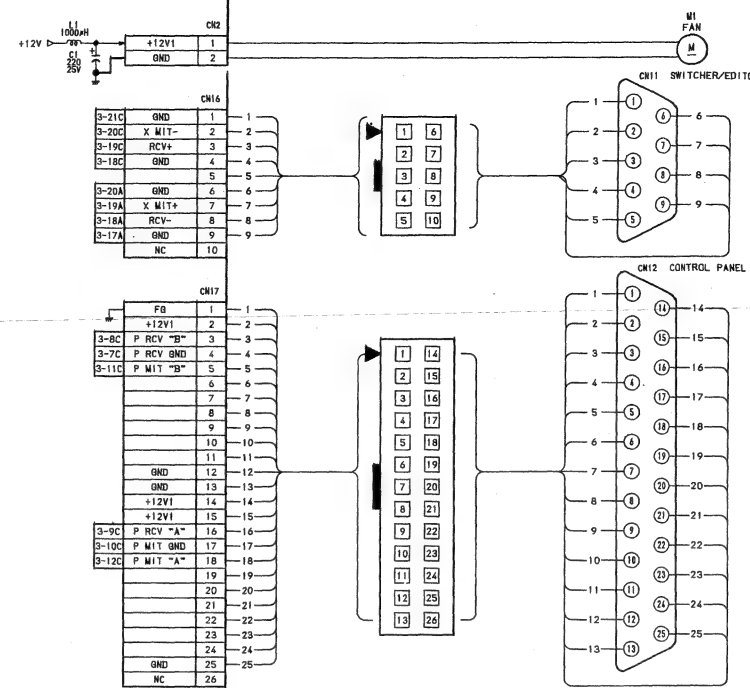 CN2
M1
FAN
L1
1000μH
+12V
+12V1 1
M
C1
220
25V
GND 2
CN11 SWITCHER/EDITO
CN16
3-21C GND 1 1
3-20C X MIT- 2 2
3-19C RCV+ 3 3
3-18C GND 4 4
5 5
3-20A GND 6 6
3-19A X MIT+ 7 7
3-18A RCV- 8 8
3-17A GND 9 9
NC 10
1 6
2 7
3 8
4 9
5 10
1 1
6 6
2 2
7 7
3 3
8 8
4 4
9 9
5 5
CN12 CONTROL PANEL
CN17
FG 1 1
+12V1 2 2
3-8C P RCV "B" 3 3
3-7C P RCV GND 4 4
3-11C P MIT "B" 5 5
6 6
7 7
8 8
9 9
10 10
11 11
GND 12 12
GND 13 13
+12V1 14 14
+12V1 15 15
3-9C P RCV "A" 16 16
3-10C P MIT GND 17 17
3-12C P MIT "A" 18 18
19 19
20 20
21 21
22 22
23 23
24 24
GND 25 25
NC 26
1 14
2 15
3 16
4 17
5 18
6 19
7 20
8 21
9 22
10 23
11 24
12 25
13 26
1 1
14 14
2 2
15 15
3 3
16 16
4 4
17 17
5 5
18 18
6 6
19 19
7 7
20 20
8 8
21 21
9 9
22 22
10 10
23 23
11 11
24 24
12 12
25 25
13 13